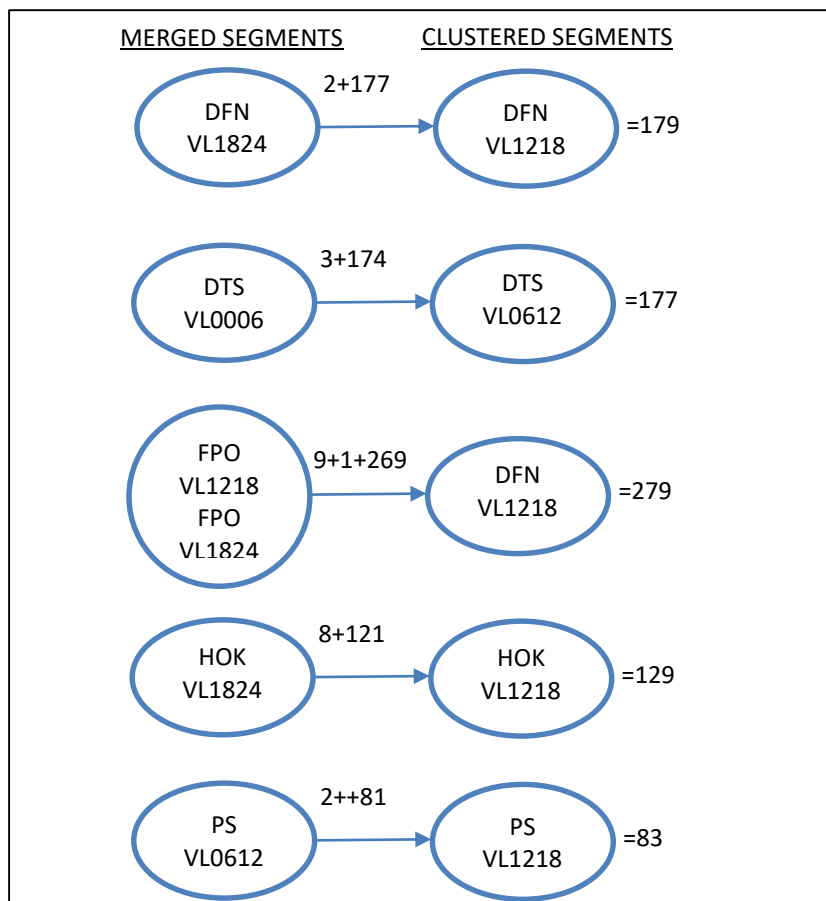 MERGED SEGMENTS CLUSTERED SEGMENTS
2+177
DFN
VL1824
DFN
VL1218
=179
3+174
DTS
VL0006
DTS
VL0612
=177
FPO
VL1218
FPO
VL1824
9+1+269
DFN
VL1218
=279
8+121
HOK
VL1824
HOK
VL1218
=129
2++81
PS
VL0612
PS
VL1218
=83